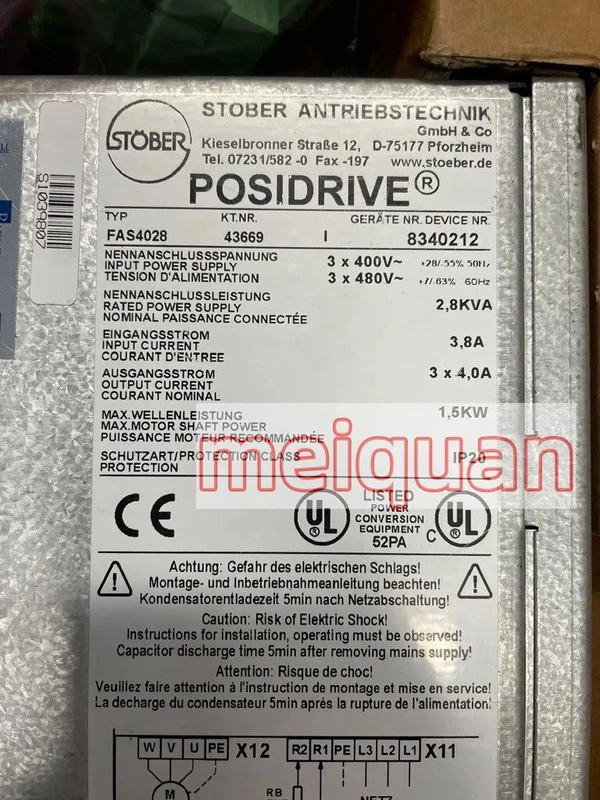 STÖBER ANTRIEBSTECHNIK
GmbH & Co
STÖBER
Kieselbronner Straße 12, D-75177 Pforzheim
Tel. 07231/582 -0 Fax -197 www.stoeber.de
POSIDRIVE®
TYP KT.NR. GERÄTE NR. DEVICE NR.
FAS4028 43669 I 8340212
NENNANSCHLUSSSPANNUNG 3 x 400V~ +28/-55% 50Hz
INPUT POWER SUPPLY
TENSION D'ALIMENTATION 3 x 480V~ +7/-63% 60Hz
NENNANSCHLUSSLEISTUNG
RATED POWER SUPPLY 2,8KVA
NOMINAL PAISSANCE CONNECTÉE
EINGANGSSTROM
INPUT CURRENT 3,8A
COURANT D'ENTREE
AUSGANGSSTROM
OUTPUT CURRENT 3 x 4,0A
COURANT NOMINAL
MAX.WELLENLEISTUNG 1,5KW
MAX.MOTOR SHAFT POWER
PUISSANCE MOTEUR RECOMMANDÉE
SCHUTZART/PROTECTION CLASS IP20
PROTECTION
meiquan
CE
UL
LISTED
POWER
CONVERSION
EQUIPMENT
52PA
C UL
Achtung: Gefahr des elektrischen Schlags!
Montage- und Inbetriebnahmeanleitung beachten!
Kondensatorentladezeit 5min nach Netzabschaltung!
Caution: Risk of Elektric Shock!
Instructions for installation, operating must be observed!
Capacitor discharge time 5min after removing mains supply!
Attention: Risque de choc!
Veuillez faire attention à l'instruction de montage et mise en service!
La decharge du condensateur 5min après la rupture de l'alimentation!
W V U PE X12 R2 R1 PE L3 L2 L1 X11
M
RB
S1089807